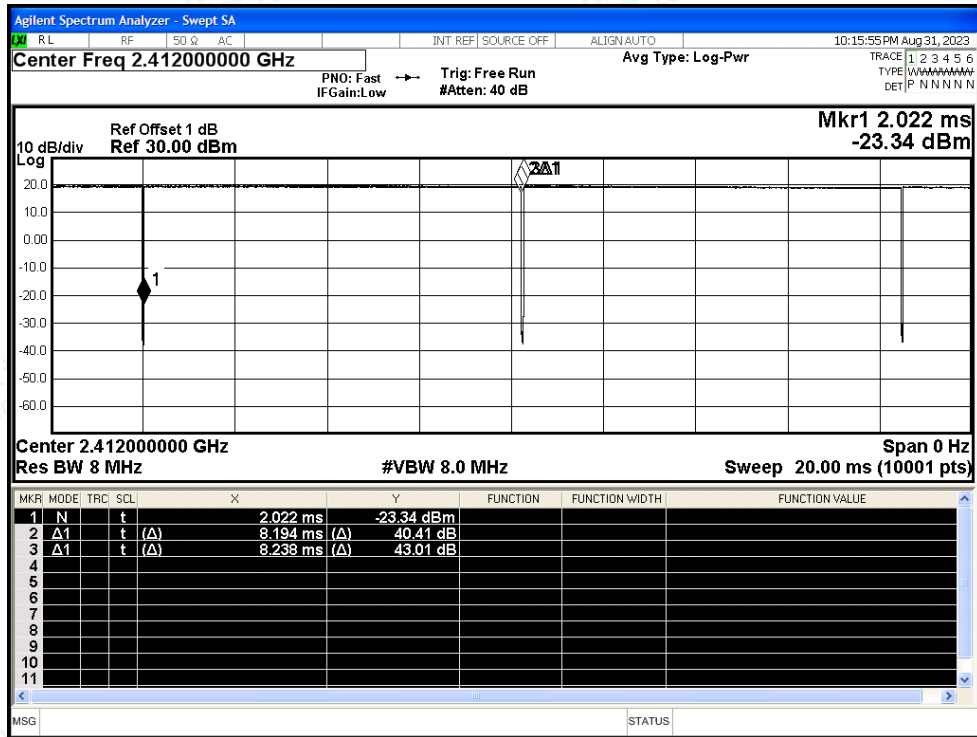 Agilent Spectrum Analyzer - Swept SA
LXI RL RF 50 Ω AC INT REF SOURCE OFF ALIGN AUTO 10:15:55 PM Aug 31, 2023
Center Freq 2.412000000 GHz Avg Type: Log-Pwr TRACE 1 2 3 4 5 6
PNO: Fast Trig: Free Run TYPE WWWWWW
IFGain:Low #Atten: 40 dB DET P N N N N N
Mkr1 2.022 ms
-23.34 dBm
Ref Offset 1 dB
10 dB/div Ref 30.00 dBm
Log
3Δ1
20.0
10.0
0.00
-10.0
1
-20.0
-30.0
-40.0
-50.0
-60.0
Center 2.412000000 GHz Span 0 Hz
Res BW 8 MHz #VBW 8.0 MHz Sweep 20.00 ms (10001 pts)
MKR MODE TRC SCL X Y FUNCTION FUNCTION WIDTH FUNCTION VALUE
1 N t 2.022 ms -23.34 dBm
2 Δ1 t (Δ) 8.194 ms (Δ) 40.41 dB
3 Δ1 t (Δ) 8.238 ms (Δ) 43.01 dB
4
5
6
7
8
9
10
11
MSG STATUS